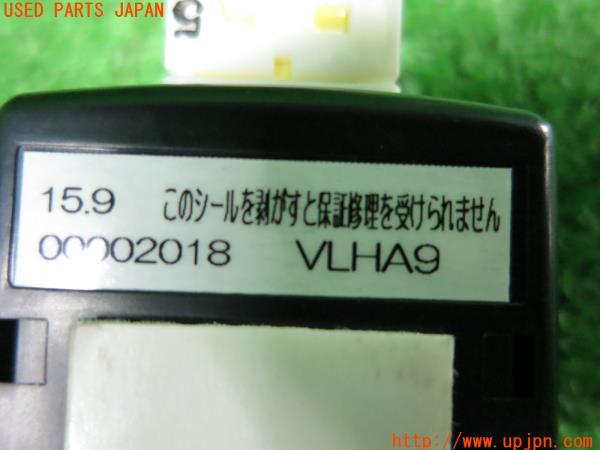 USED PARTS JAPAN
5
15.9 このシールを剥がすと保証修理を受けられません
00002018 VLHA9
http://www.upjpn.com